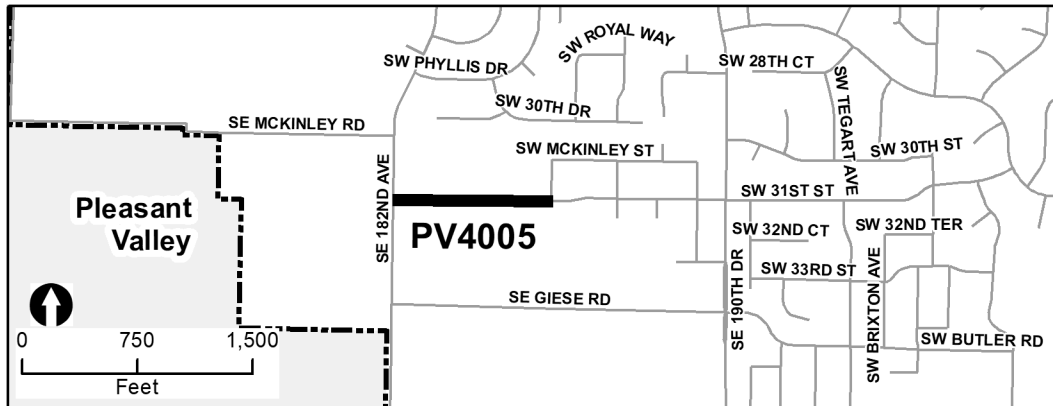 SW ROYAL WAY
SW PHYLLIS DR
SW 28TH CT
SW TEGART AVE
SW 30TH DR
SE MCKINLEY RD
SW MCKINLEY ST
SW 30TH ST
SE 182ND AVE
SW 31ST ST
Pleasant
Valley
PV4005
SW 32ND CT
SW 32ND TER
SE 190TH DR
SW 33RD ST
SW BRIXTON AVE
SE GIESE RD
SW BUTLER RD
0 750 1,500
Feet